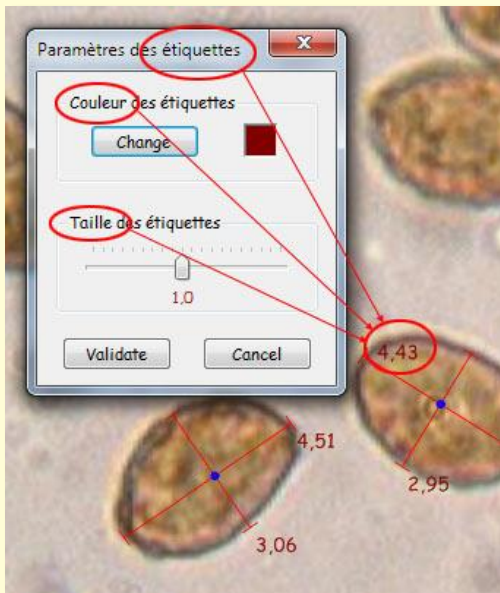 Paramètres des étiquettes
Couleur des étiquettes
Change
Taille des étiquettes
1,0
Validate Cancel
4,43
4,51
2,95
3,06